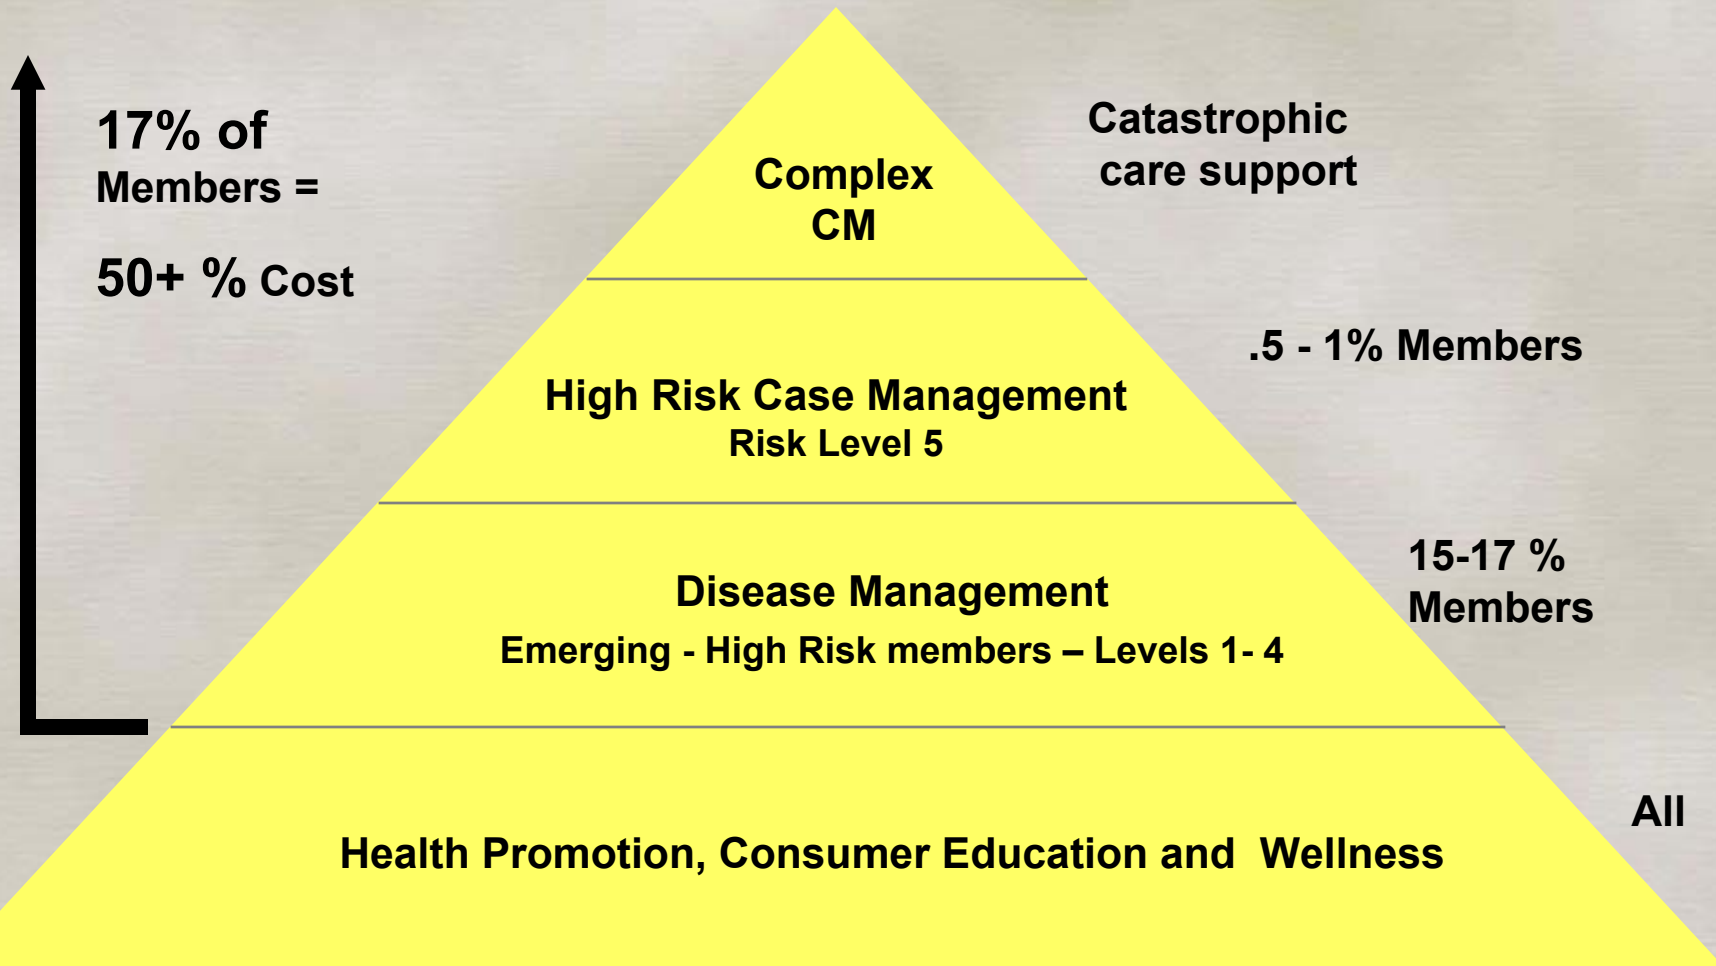 17% of
Members =
50+ % Cost
Complex
CM
Catastrophic
care support
High Risk Case Management
Risk Level 5
.5 - 1% Members
Disease Management
Emerging - High Risk members – Levels 1- 4
15-17 %
Members
Health Promotion, Consumer Education and  Wellness
All